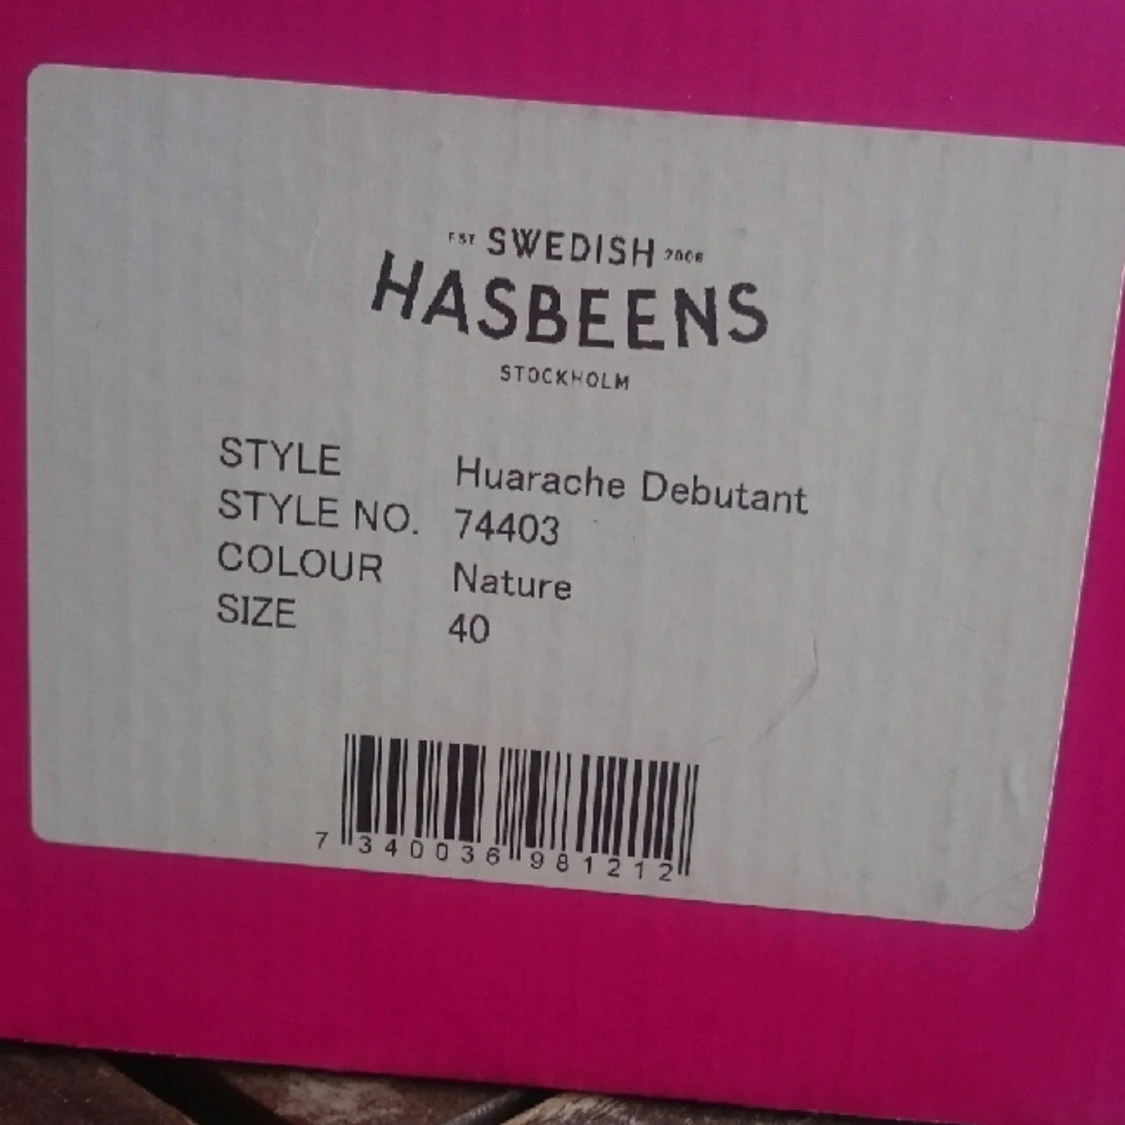 EST SWEDISH 2006
HASBEENS
STOCKHOLM
STYLE Huarache Debutant
STYLE NO. 74403
COLOUR Nature
SIZE 40
7 340036 981212